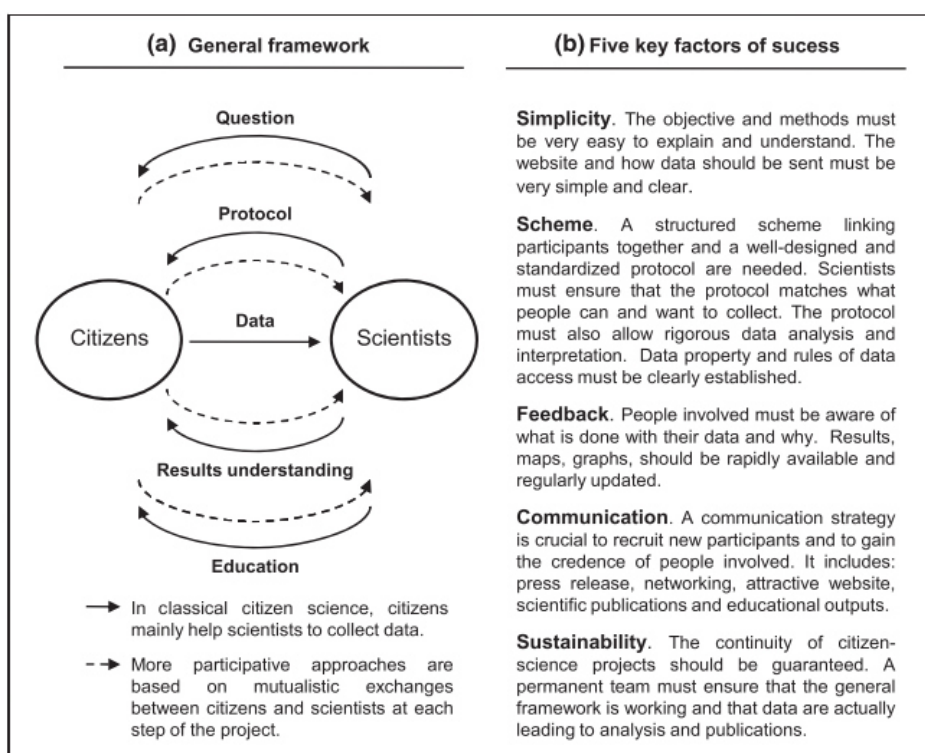 (a) General framework
Question
Protocol
Citizens
Data
Scientists
Results understanding
Education
In classical citizen science, citizens
mainly help scientists to collect data.
More participative approaches are
based on mutualistic exchanges
between citizens and scientists at each
step of the project.
(b) Five key factors of sucess
Simplicity. The objective and methods must
be very easy to explain and understand. The
website and how data should be sent must be
very simple and clear.
Scheme. A structured scheme linking
participants together and a well-designed and
standardized protocol are needed. Scientists
must ensure that the protocol matches what
people can and want to collect. The protocol
must also allow rigorous data analysis and
interpretation. Data property and rules of data
access must be clearly established.
Feedback. People involved must be aware of
what is done with their data and why. Results,
maps, graphs, should be rapidly available and
regularly updated.
Communication. A communication strategy
is crucial to recruit new participants and to gain
the credence of people involved. It includes:
press release, networking, attractive website,
scientific publications and educational outputs.
Sustainability. The continuity of citizen-
science projects should be guaranteed. A
permanent team must ensure that the general
framework is working and that data are actually
leading to analysis and publications.